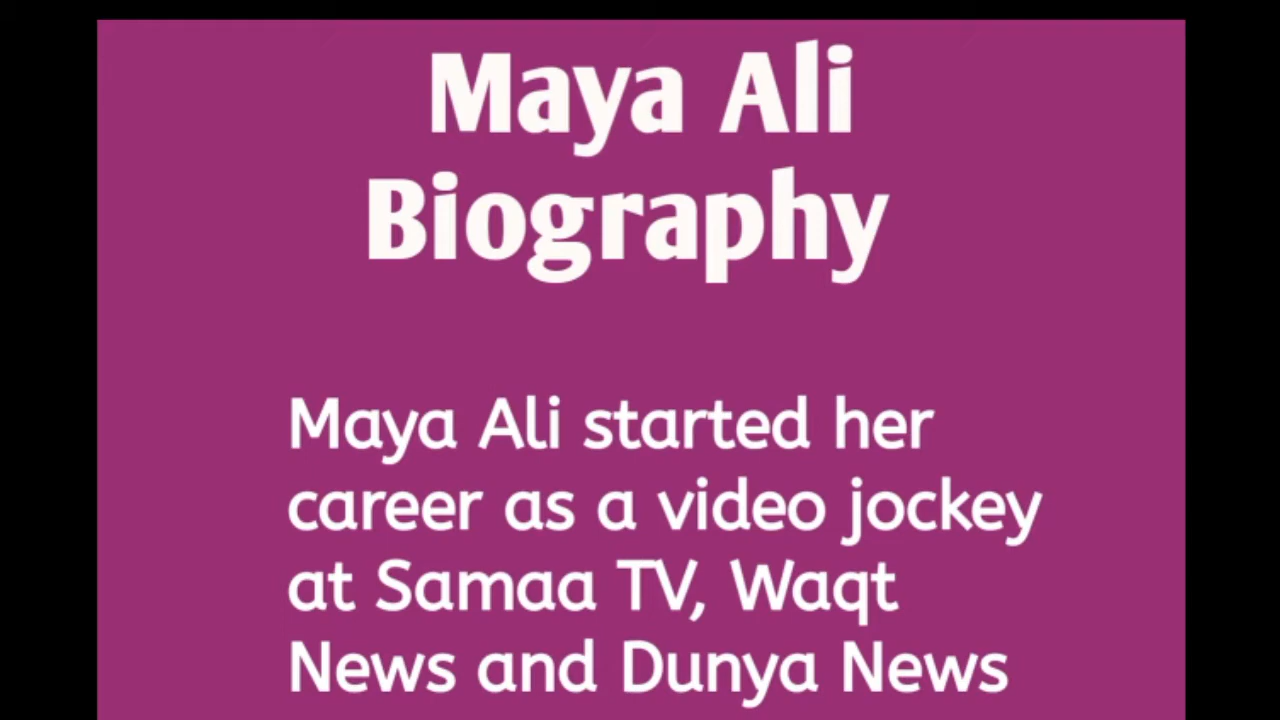 Maya Ali
Biography
Maya Ali started her
career as a video jockey
at Samaa TV, Waqt
News and Dunya News